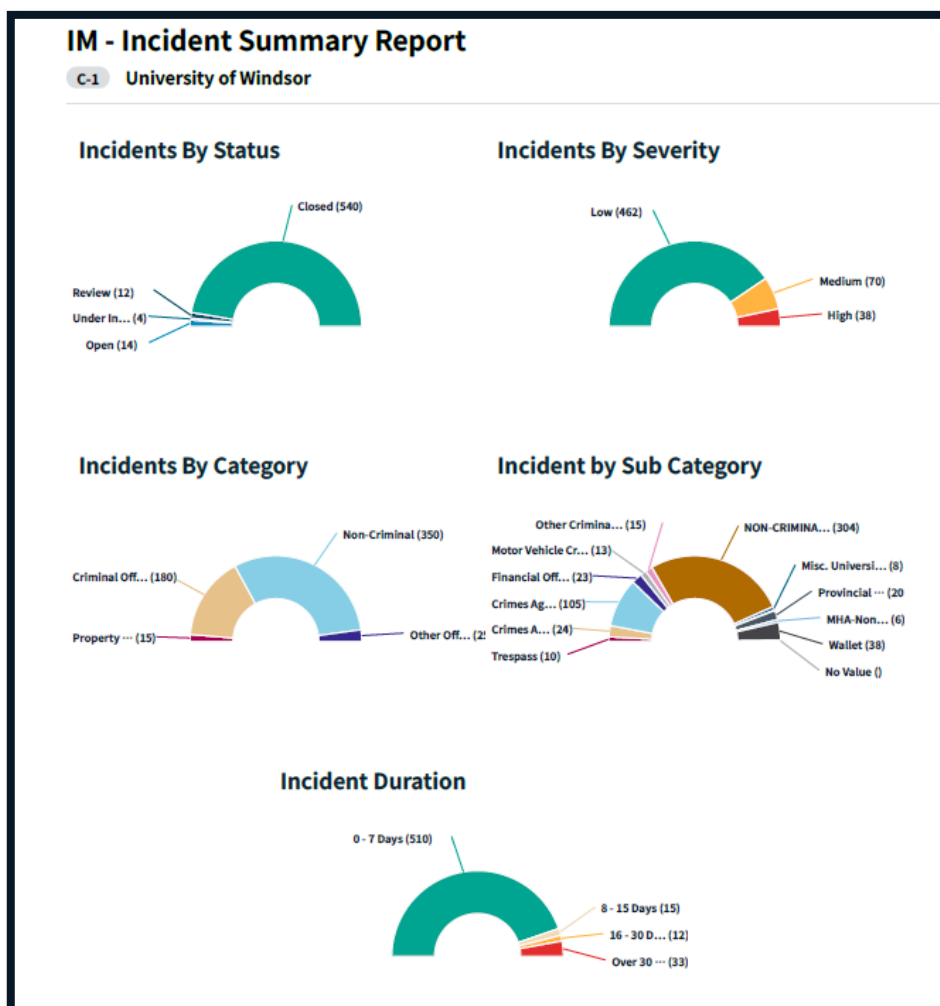 IM - Incident Summary Report
C-1 University of Windsor
Incidents By Status
Closed (540)
Review (12)
Under In... (4)
Open (14)
Incidents By Severity
Low (462)
Medium (70)
High (38)
Incidents By Category
Non-Criminal (350)
Criminal Off... (180)
Property ... (15)
Other Off... (2
Incident by Sub Category
Other Crimina... (15)
NON-CRIMINA... (304)
Motor Vehicle Cr... (13)
Misc. Universi... (8)
Financial Off... (23)
Provincial ... (20
Crimes Ag... (105)
MHA-Non... (6)
Crimes A... (24)
Wallet (38)
Trespass (10)
No Value ()
Incident Duration
0 - 7 Days (510)
8 - 15 Days (15)
16 - 30 D... (12)
Over 30 ... (33)